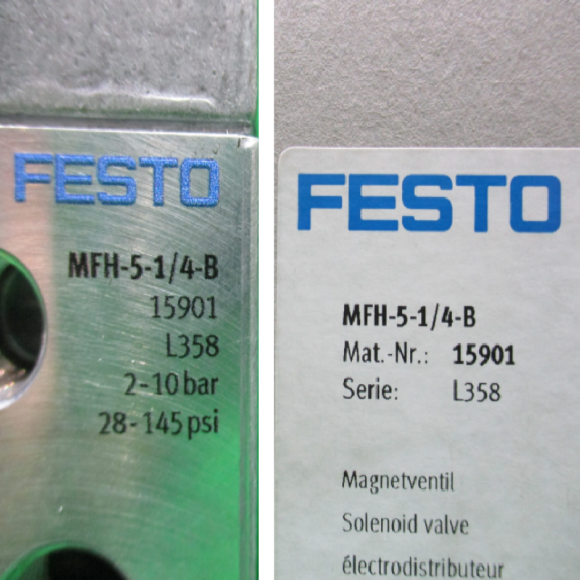 FESTO
MFH-5-1/4-B
15901
L358
2-10 bar
28-145 psi
FESTO
MFH-5-1/4-B
Mat.-Nr.: 15901
Serie: L358
Magnetventil
Solenoid valve
électrodistributeur